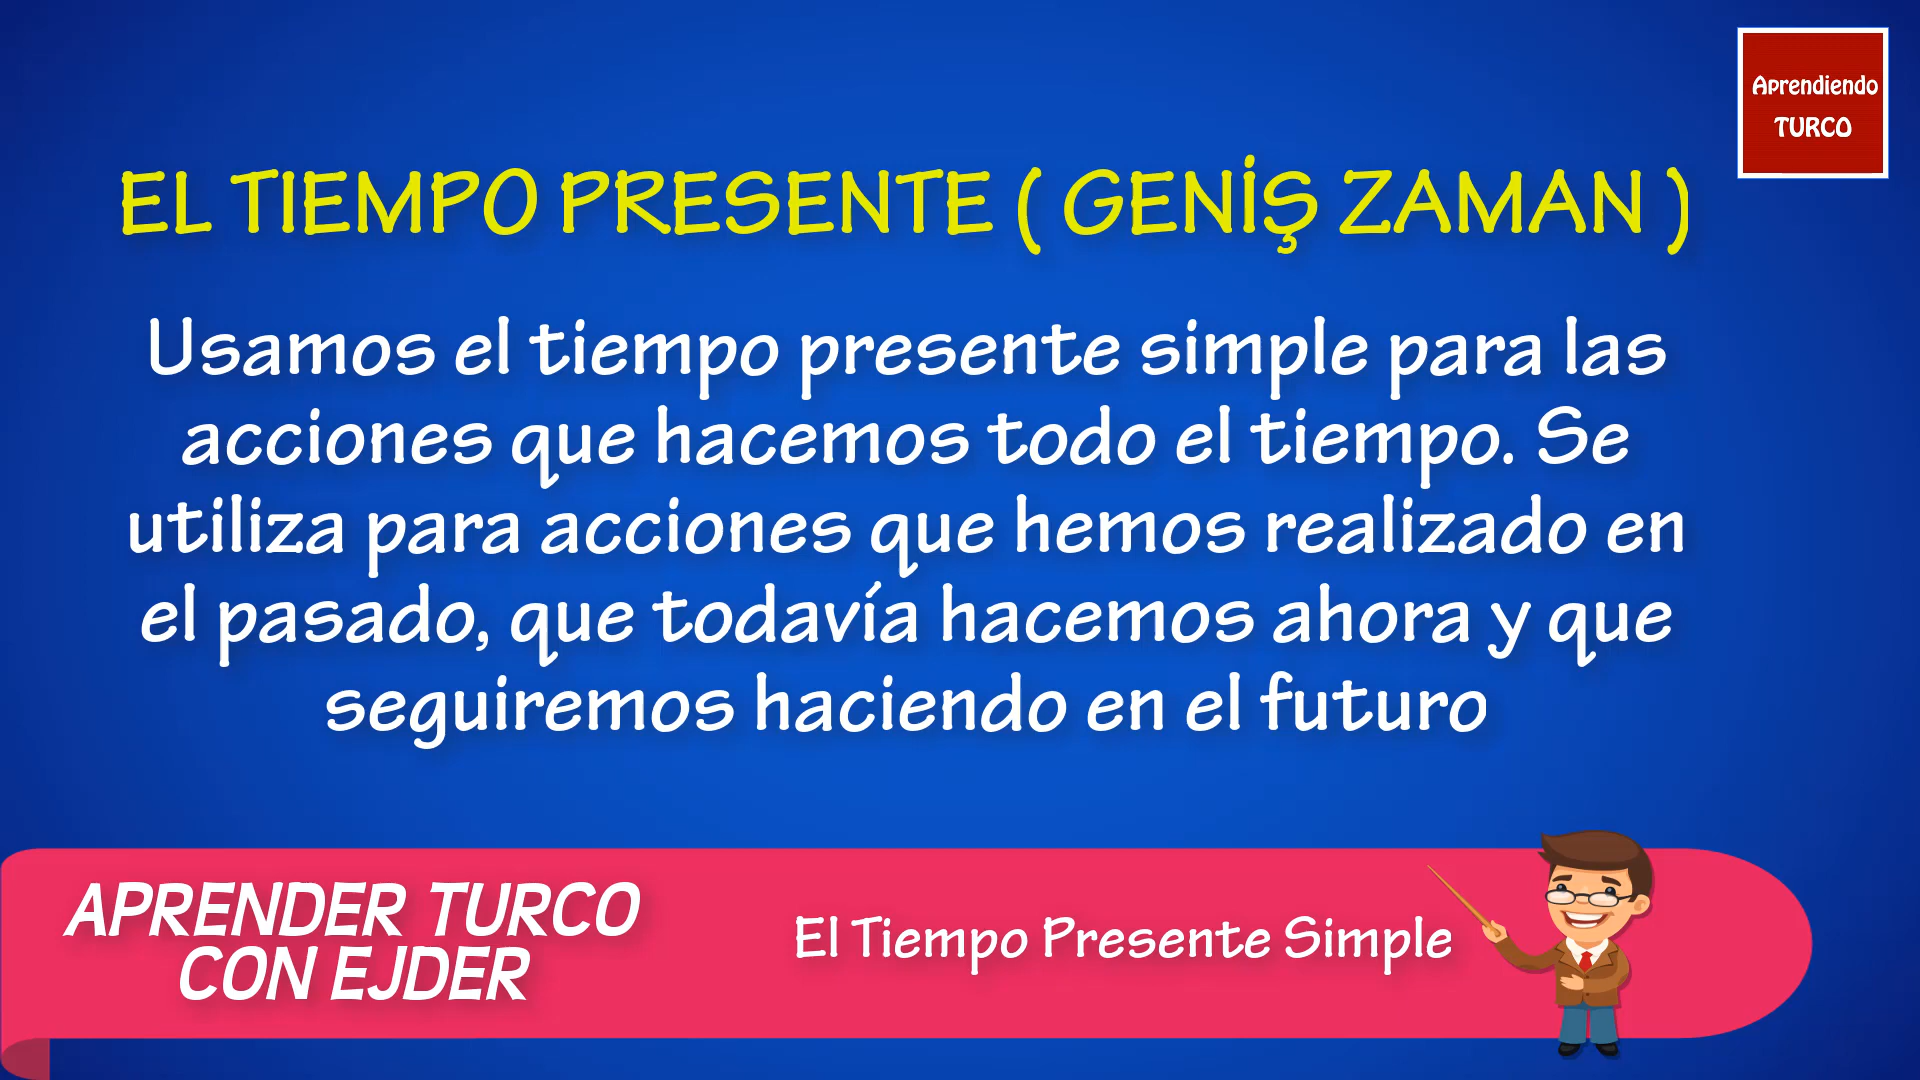 Aprendiendo
TURCO
EL TIEMPO PRESENTE ( GENİŞ ZAMAN )
Usamos el tiempo presente simple para las
acciones que hacemos todo el tiempo. Se
utiliza para acciones que hemos realizado en
el pasado, que todavía hacemos ahora y que
seguiremos haciendo en el futuro
APRENDER TURCO
CON EJDER
El Tiempo Presente Simple